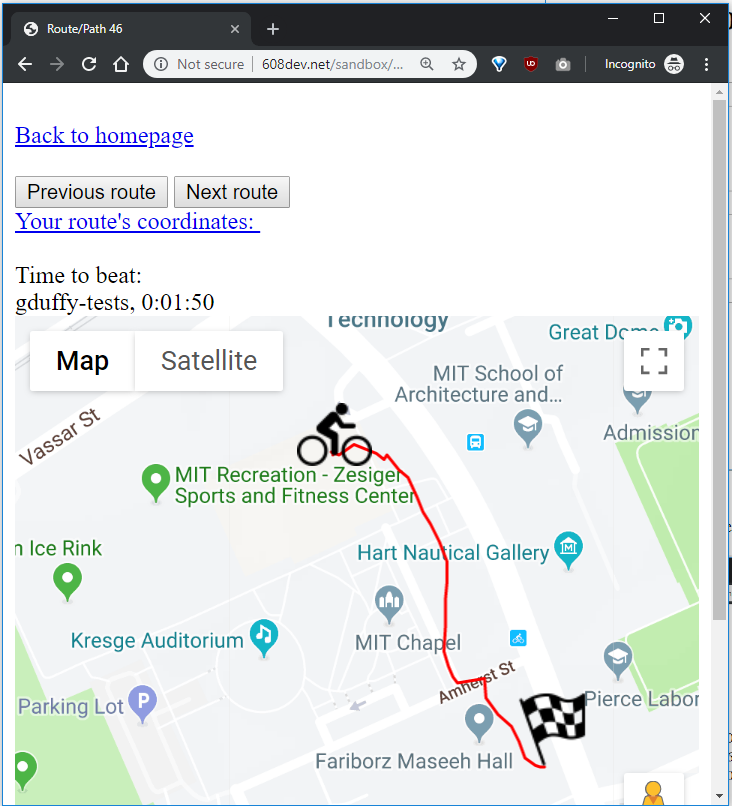 Route/Path 46
Not secure | 608dev.net/sandbox/...
Incognito
Back to homepage
Previous route Next route
Your route's coordinates:
Time to beat:
gduffy-tests, 0:01:50
Map Satellite
Technology
Great Dome
MIT School of
Architecture and...
Admission
Vassar St
MIT Recreation - Zesiger
Sports and Fitness Center
n Ice Rink
Hart Nautical Gallery
Kresge Auditorium
MIT Chapel
Amherst St
Parking Lot
P
Pierce Labor
Fariborz Maseeh Hall